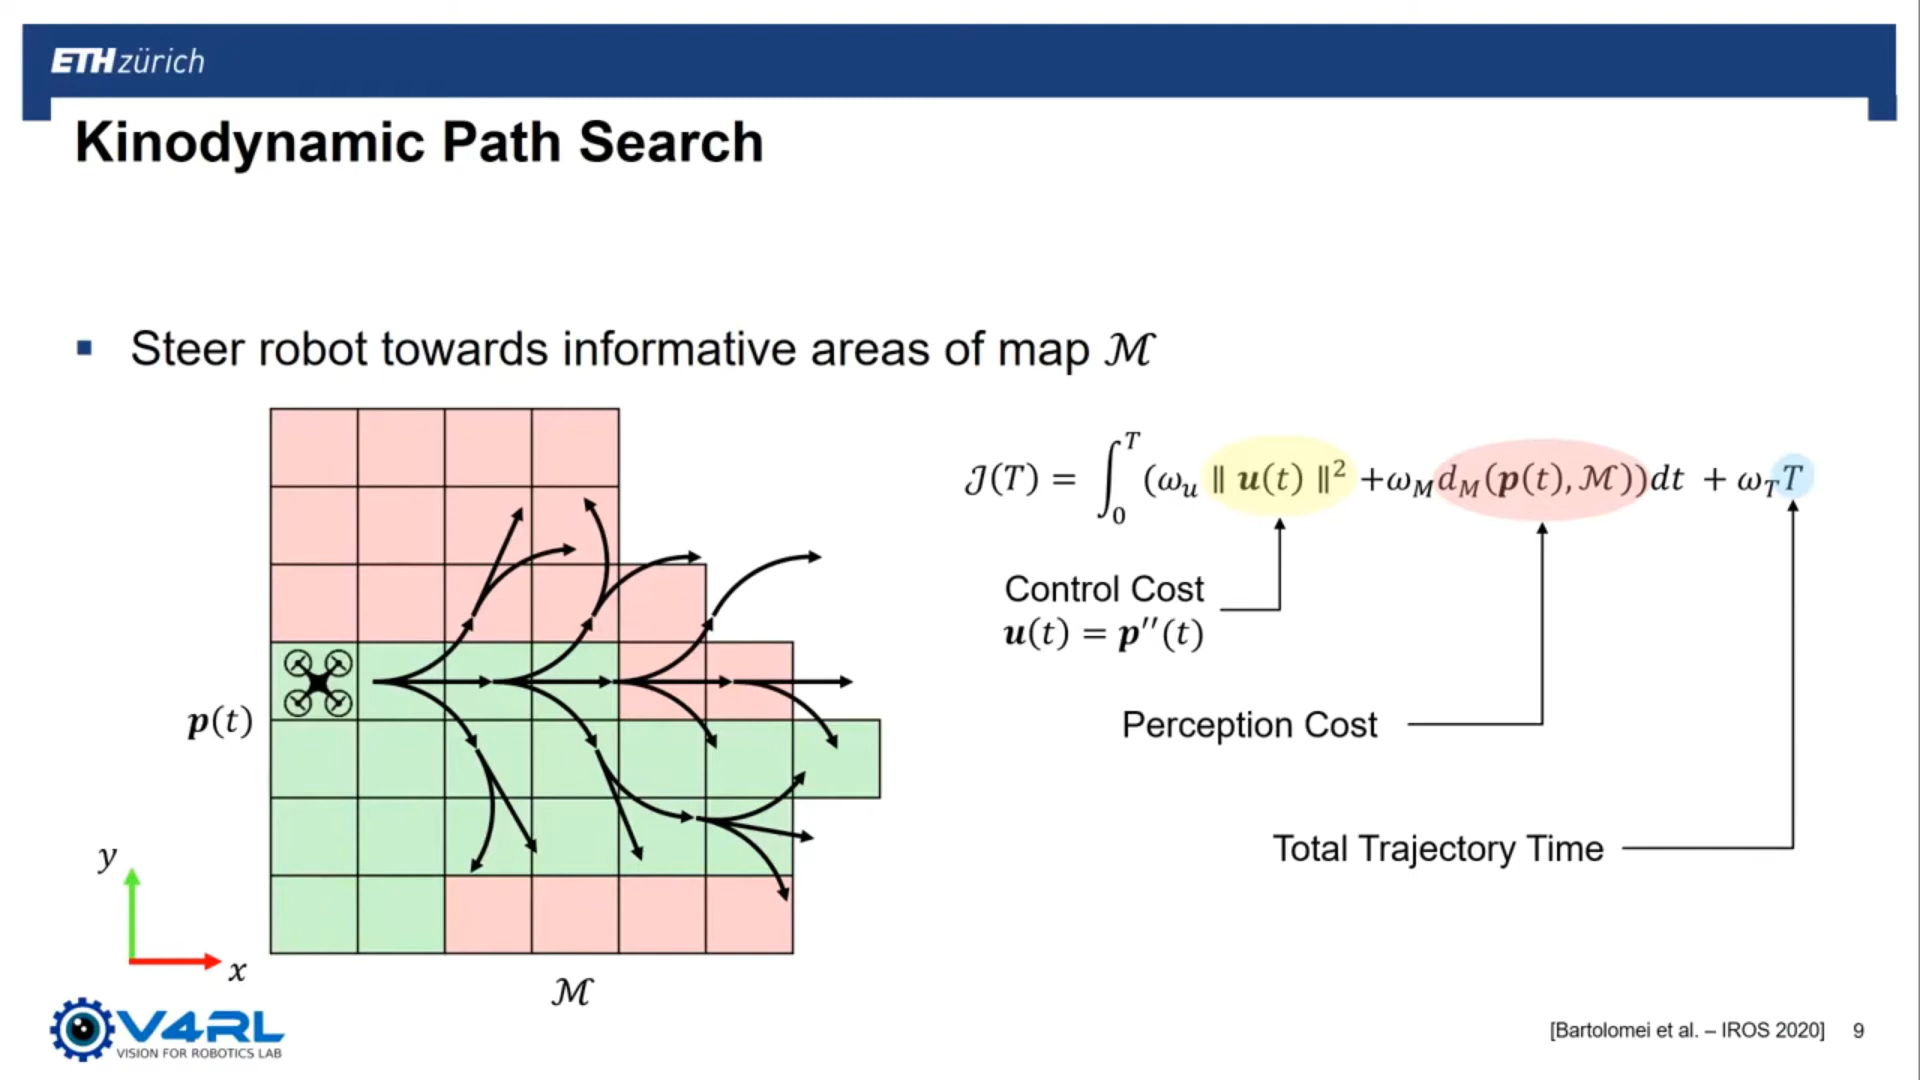 ETH zürich
Kinodynamic Path Search
▪ Steer robot towards informative areas of map ℳ
𝒥(T) = ∫₀ᵀ (ω_u ‖ u(t) ‖² +ω_M d_M(p(t), ℳ))dt + ω_T T
Control Cost
u(t) = p′′(t)
Perception Cost
p(t)
Total Trajectory Time
y
x
ℳ
V4RL
VISION FOR ROBOTICS LAB
[Bartolomei et al. – IROS 2020] 9